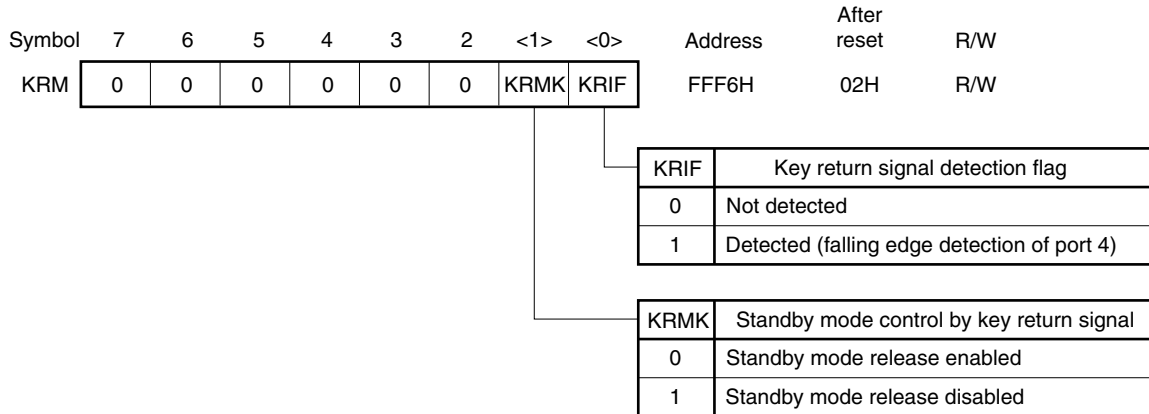 After
Symbol 7 6 5 4 3 2 <1> <0> Address reset R/W
KRM 0 0 0 0 0 0 KRMK KRIF FFF6H 02H R/W
KRIF Key return signal detection flag
0 Not detected
1 Detected (falling edge detection of port 4)
KRMK Standby mode control by key return signal
0 Standby mode release enabled
1 Standby mode release disabled